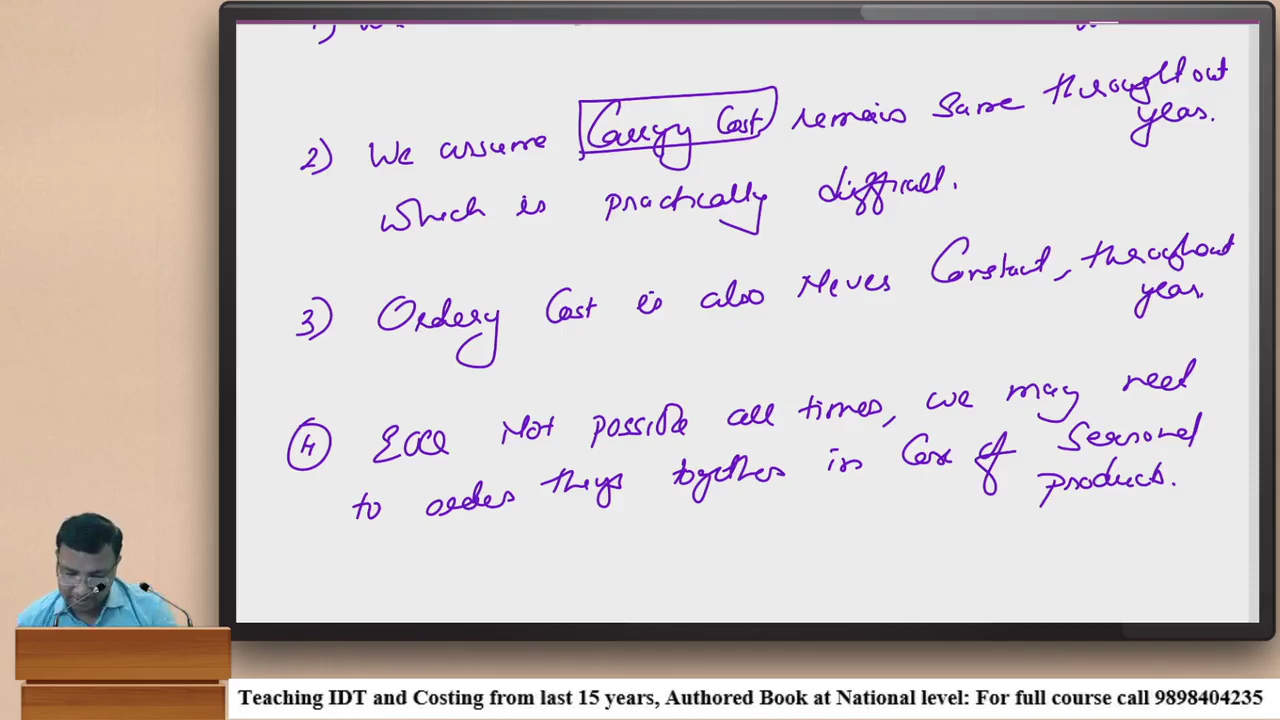 2) We assume Carrgy Cost remains Same throughout year.
which is practically difficult.
3) Ordery Cost is also Never Constant, throughout year.
4 EOQ Not possible all times, we may need
to order things together in Case of Seasonal products.
Teaching IDT and Costing from last 15 years, Authored Book at National level: For full course call 9898404235